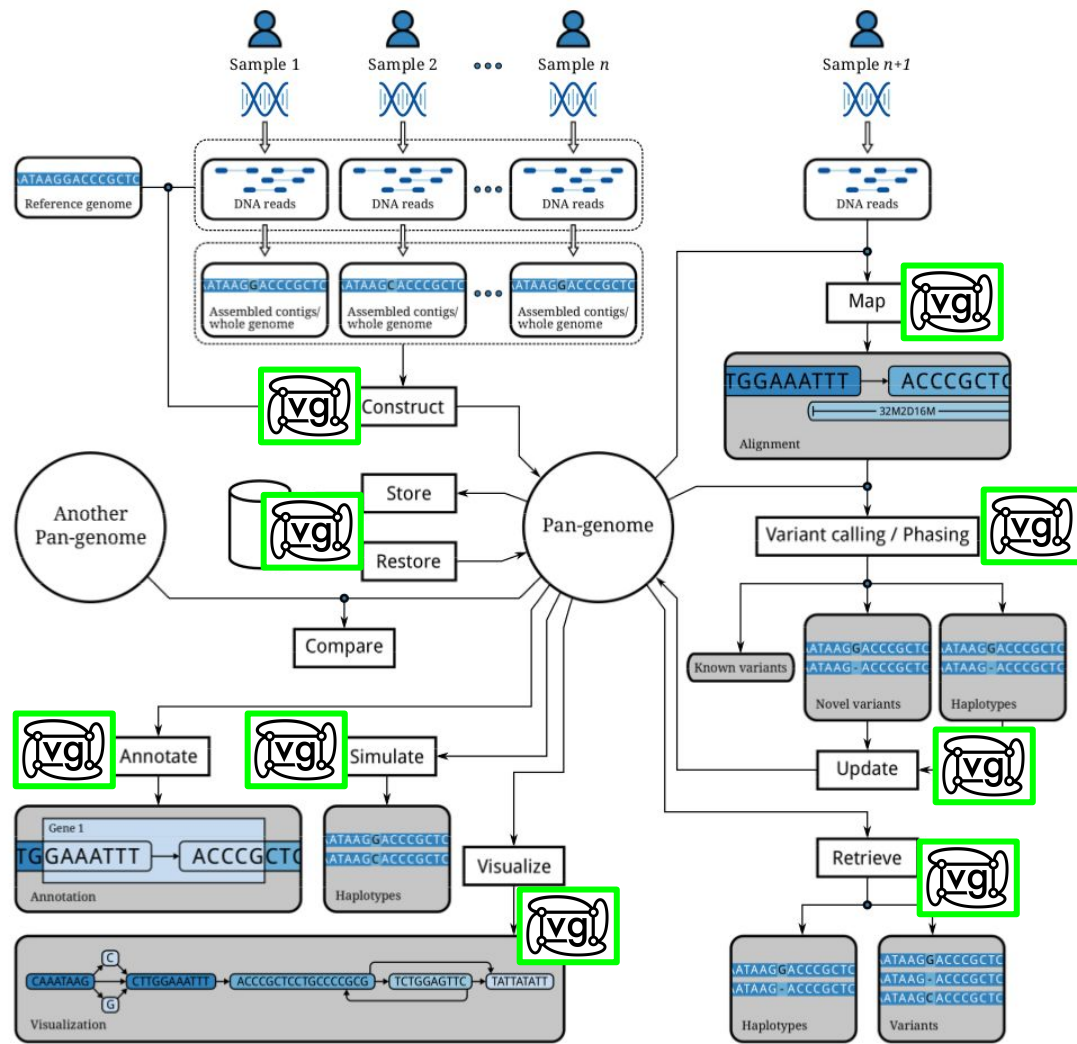 Sample 1
Sample 2
Sample n
Sample n+1
ATAAGGACCCGCTC
Reference genome
DNA reads
DNA reads
DNA reads
DNA reads
ATAAGGACCCGCTC
Assembled contigs/
whole genome
ATAAGCACCCGCTC
Assembled contigs/
whole genome
ATAAGGACCCGCTC
Assembled contigs/
whole genome
Map
vg
TGGAAATTT
ACCCGCTC
32M2D16M
Alignment
vg
Construct
Another
Pan-genome
Store
vg
Restore
Pan-genome
Variant calling / Phasing
vg
Compare
Known variants
ATAAGGACCCGCTC
ATAAG-ACCCGCTC
Novel variants
ATAAGGACCCGCTC
ATAAG-ACCCGCTC
Haplotypes
vg
Annotate
vg
Simulate
Update
vg
Gene 1
TGGAAATTT
ACCCGCTC
Annotation
ATAAGGACCCGCTC
ATAAGCACCCGCTC
Haplotypes
Visualize
vg
Retrieve
vg
CAAATAAG
C
G
CTTGGAAATTT
ACCCGCTCCTGCCCCGCG
TCTGGAGTTC
TATTATATT
Visualization
ATAAGGACCCGCTC
ATAAG-ACCCGCTC
Haplotypes
ATAAGGACCCGCTC
ATAAG-ACCCGCTC
ATAAGCACCCGCTC
Variants